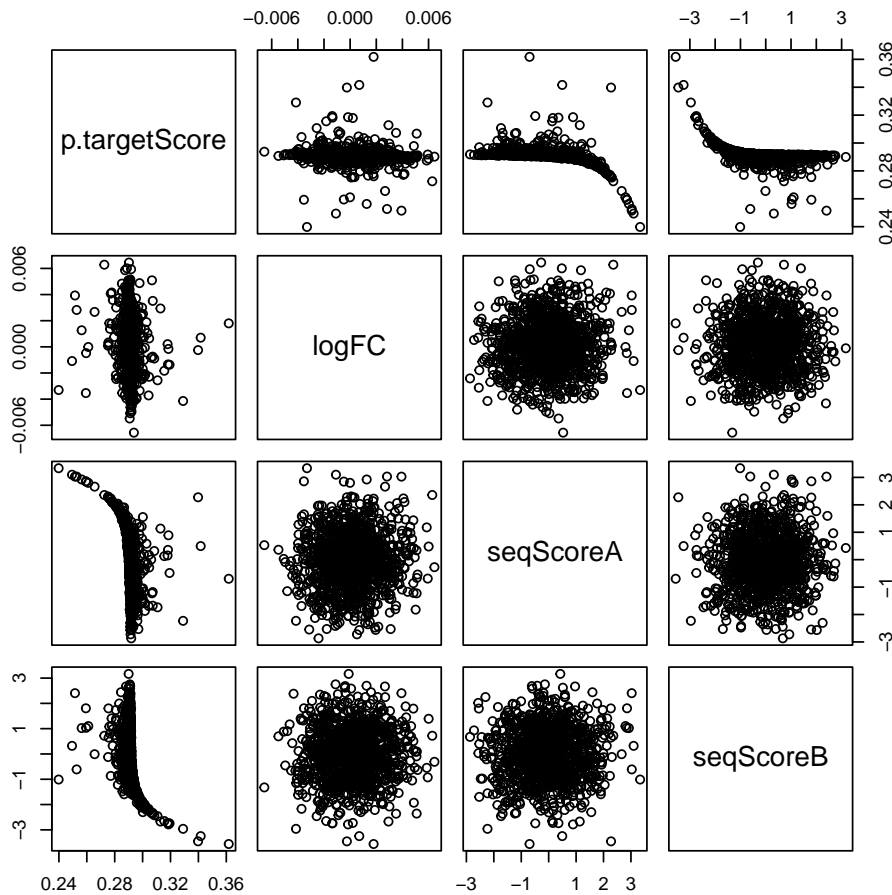 −0.006 0.000 0.006 −3 −1 1 3
p.targetScore 0.24 0.28 0.32 0.36
−0.006 0.000 0.006 logFC
seqScoreA −3 −1 1 2 3
−3 −1 1 3 seqScoreB
0.24 0.28 0.32 0.36 −3 −1 1 2 3